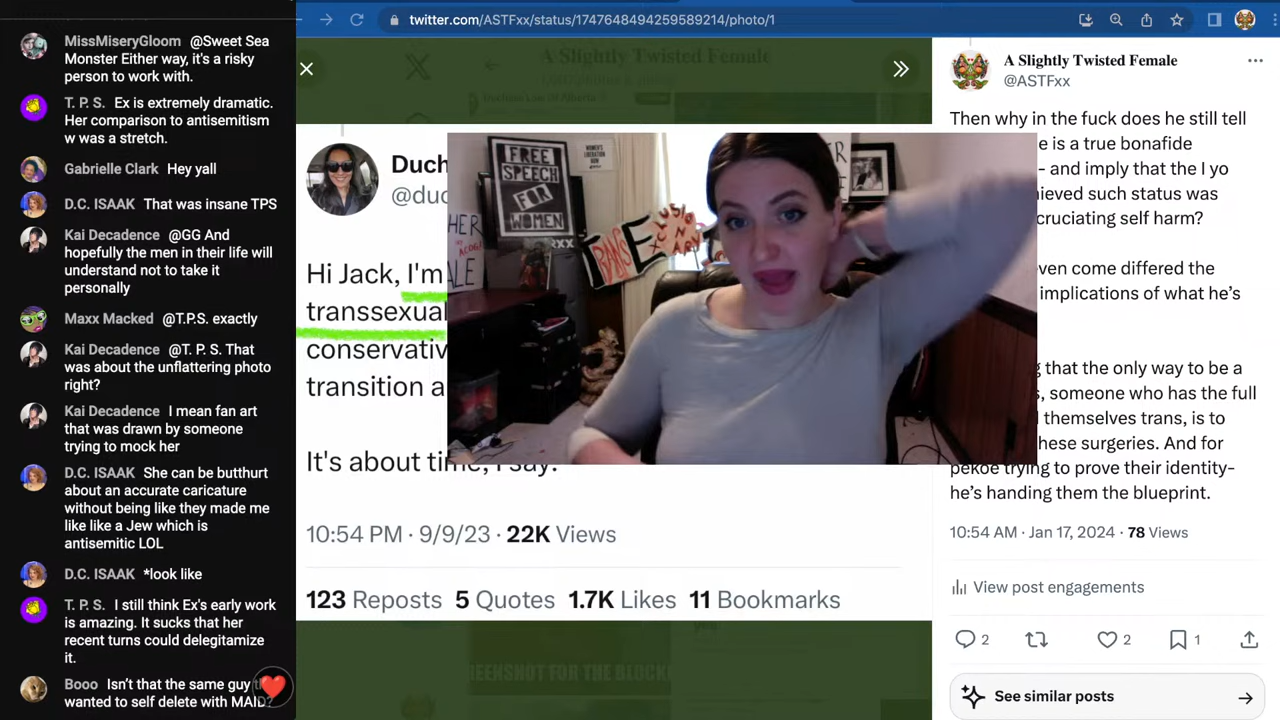 MissMiseryGloom @Sweet Sea
Monster Either way, it's a risky
person to work with.
T. P. S. Ex is extremely dramatic.
Her comparison to antisemitism
w was a stretch.
Gabrielle Clark Hey yall
D.C. ISAAK That was insane TPS
Kai Decadence @GG And
hopefully the men in their life will
understand not to take it
personally
Maxx Macked @T.P.S. exactly
Kai Decadence @T. P. S. That
was about the unflattering photo
right?
Kai Decadence I mean fan art
that was drawn by someone
trying to mock her
D.C. ISAAK She can be butthurt
about an accurate caricature
without being like they made me
like like a Jew which is
antisemitic LOL
D.C. ISAAK *look like
T. P. S. I still think Ex's early work
is amazing. It sucks that her
recent turns could delegitamize
it.
Booo Isn't that the same guy
wanted to self delete with MAID?
twitter.com/ASTFxx/status/1747648494259589214/photo/1
Duch
@duc
Hi Jack, I'm
transsexual
conservativ
transition a
It's about time, I say.
10:54 PM · 9/9/23 · 22K Views
123 Reposts 5 Quotes 1.7K Likes 11 Bookmarks
FREE
SPEECH
FOR
WOMEN
TRANS
EXCLUSIONARY
A Slightly Twisted Female
@ASTFxx
Then why in the fuck does he still tell
e is a true bonafide
- and imply that the I yo
hieved such status was
cruciating self harm?
even come differed the
implications of what he's
g that the only way to be a
s, someone who has the full
themselves trans, is to
hese surgeries. And for
pekoe trying to prove their identity-
he's handing them the blueprint.
10:54 AM · Jan 17, 2024 · 78 Views
View post engagements
2 2 1
See similar posts